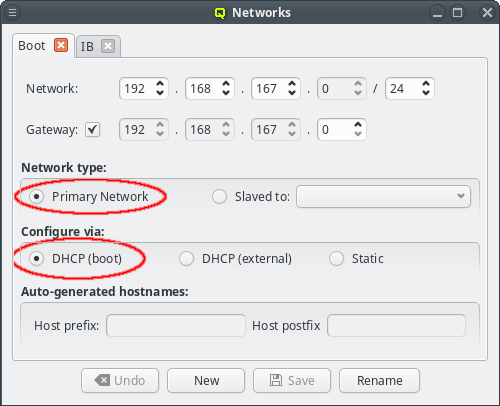 Networks
Boot IB
Network: 192 . 168 . 167 . 0 / 24
Gateway: 192 . 168 . 167 . 0
Network type:
Primary Network Slaved to:
Configure via:
DHCP (boot) DHCP (external) Static
Auto-generated hostnames:
Host prefix: Host postfix
Undo New Save Rename